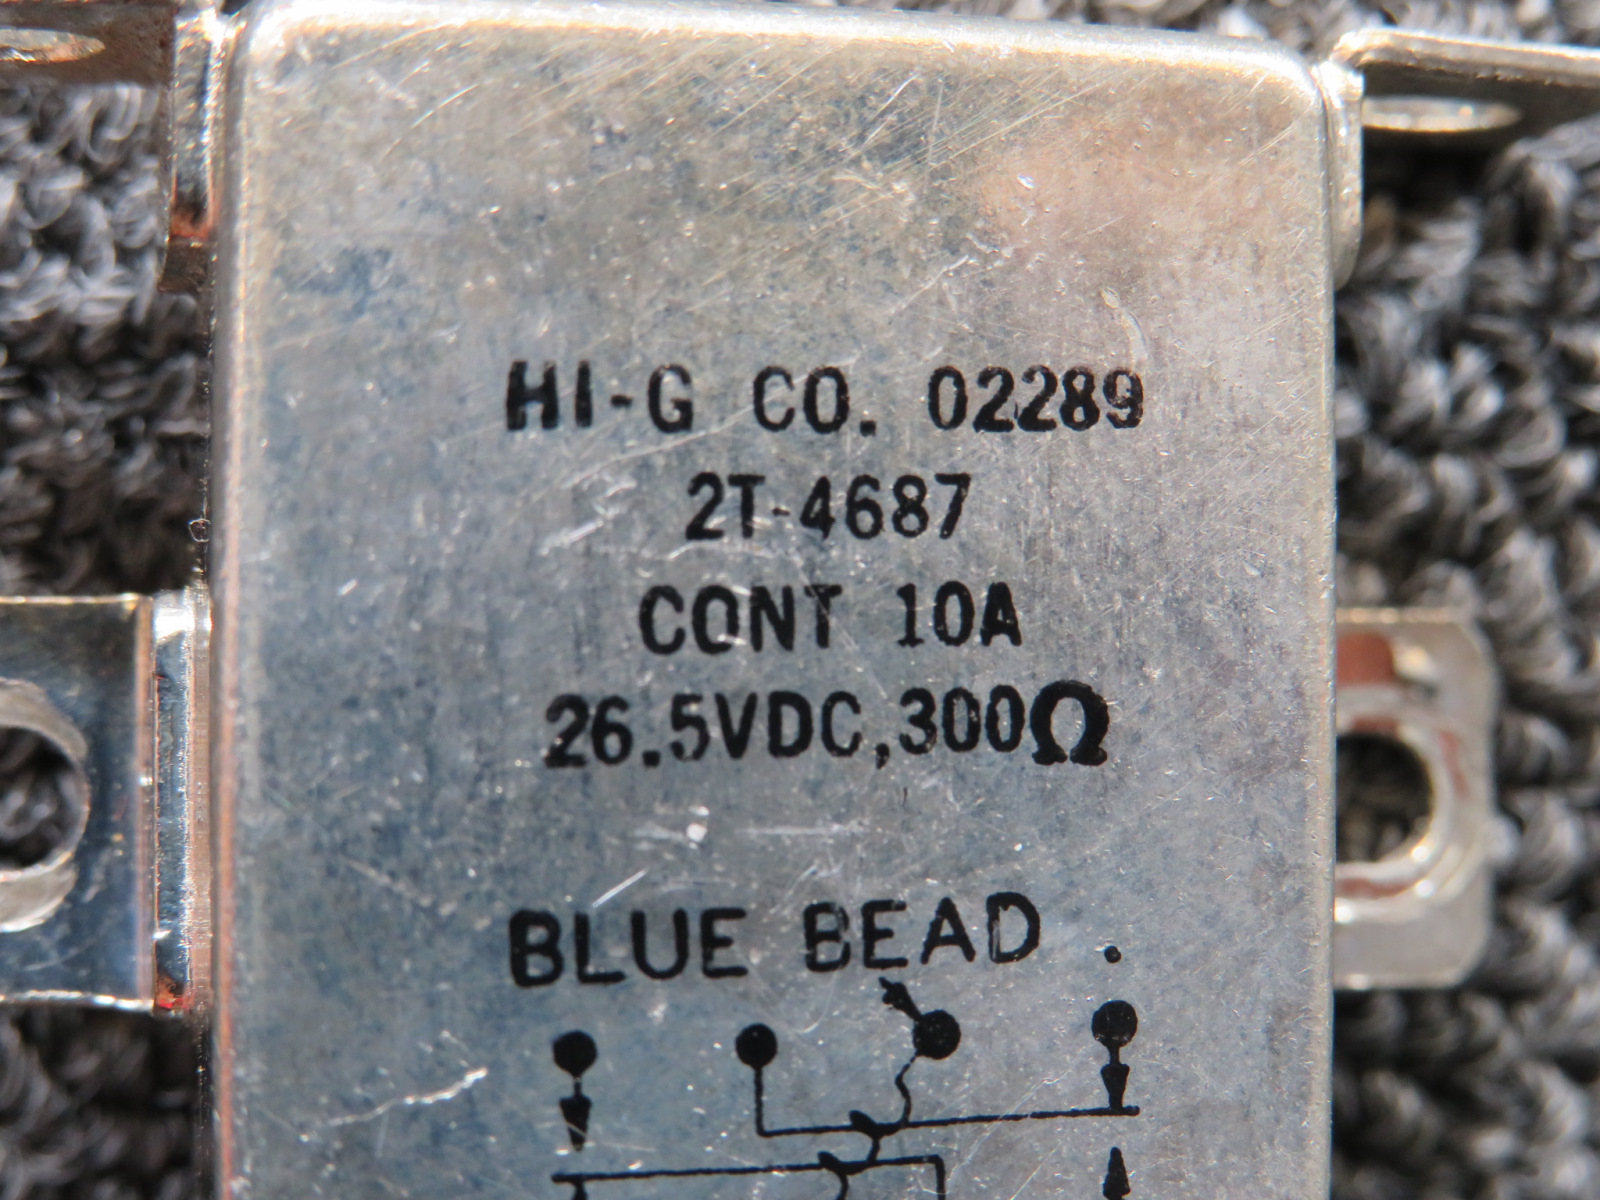 HI-G CO. 02289
2T-4687
CONT 10A
26.5VDC,300Ω
BLUE BEAD .